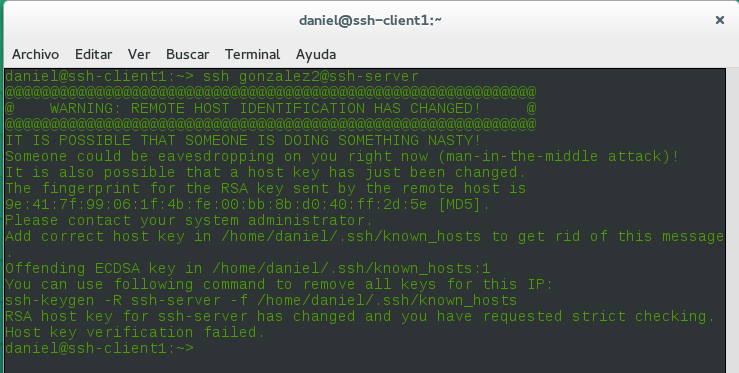 daniel@ssh-client1:~
Archivo Editar Ver Buscar Terminal Ayuda
daniel@ssh-client1:~> ssh gonzalez2@ssh-server
@@@@@@@@@@@@@@@@@@@@@@@@@@@@@@@@@@@@@@@@@@@@@@@@@@@@@@@@@@@
@    WARNING: REMOTE HOST IDENTIFICATION HAS CHANGED!     @
@@@@@@@@@@@@@@@@@@@@@@@@@@@@@@@@@@@@@@@@@@@@@@@@@@@@@@@@@@@
IT IS POSSIBLE THAT SOMEONE IS DOING SOMETHING NASTY!
Someone could be eavesdropping on you right now (man-in-the-middle attack)!
It is also possible that a host key has just been changed.
The fingerprint for the RSA key sent by the remote host is
9e:41:7f:99:06:1f:4b:fe:00:bb:8b:d0:40:ff:2d:5e [MD5].
Please contact your system administrator.
Add correct host key in /home/daniel/.ssh/known_hosts to get rid of this message
.
Offending ECDSA key in /home/daniel/.ssh/known_hosts:1
You can use following command to remove all keys for this IP:
ssh-keygen -R ssh-server -f /home/daniel/.ssh/known_hosts
RSA host key for ssh-server has changed and you have requested strict checking.
Host key verification failed.
daniel@ssh-client1:~>